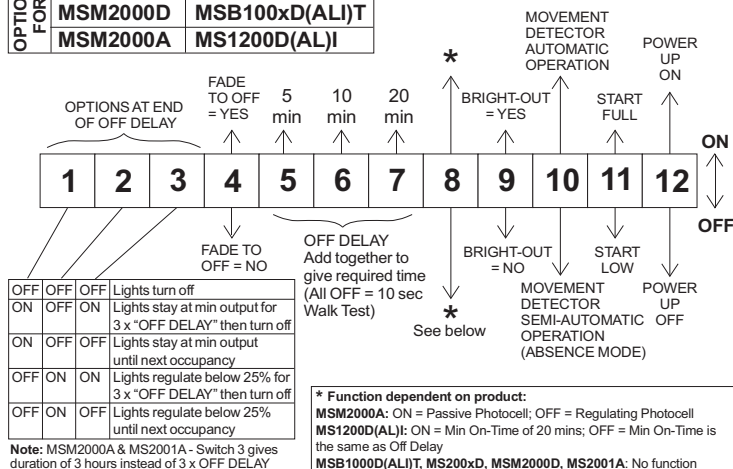 OPTIO
FOR
MSM2000D MSB100xD(ALI)T
MSM2000A MS1200D(AL)I
OPTIONS AT END
OF OFF DELAY
FADE
TO OFF
= YES
5
min
10
min
20
min
*
BRIGHT-OUT
= YES
MOVEMENT
DETECTOR
AUTOMATIC
OPERATION
START
FULL
POWER
UP
ON
ON
1 2 3 4 5 6 7 8 9 10 11 12
OFF
FADE TO
OFF = NO
OFF DELAY
Add together to
give required time
(All OFF = 10 sec
Walk Test)
*
See below
BRIGHT-OUT
= NO
MOVEMENT
DETECTOR
SEMI-AUTOMATIC
OPERATION
(ABSENCE MODE)
START
LOW
POWER
UP
OFF
OFF OFF OFF Lights turn off
ON OFF ON Lights stay at min output for
3 x "OFF DELAY" then turn off
ON OFF OFF Lights stay at min output
until next occupancy
OFF ON ON Lights regulate below 25% for
3 x "OFF DELAY" then turn off
OFF ON OFF Lights regulate below 25%
until next occupancy
Note: MSM2000A & MS2001A - Switch 3 gives
duration of 3 hours instead of 3 x OFF DELAY
* Function dependent on product:
MSM2000A: ON = Passive Photocell; OFF = Regulating Photocell
MS1200D(AL)I: ON = Min On-Time of 20 mins; OFF = Min On-Time is
the same as Off Delay
MSB1000D(ALI)T, MS200xD, MSM2000D, MS2001A: No function